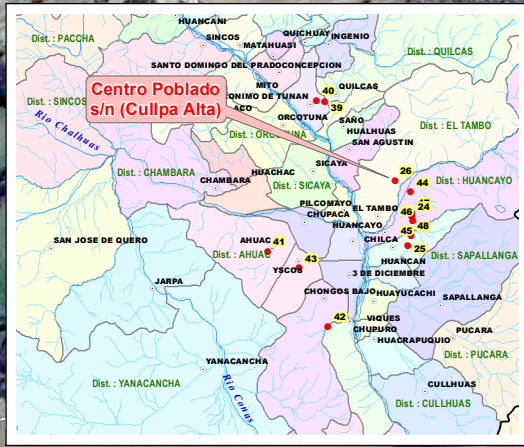 HUANCANI
Dist. : PACCHA
SINCOS
QUICHUAY
INGENIO
MATAHUASI
Dist. : QUILCAS
SANTO DOMINGO DEL PRADO
CONCEPCION
Centro Poblado
s/n (Cullpa Alta)
MITO
40
QUILCAS
Dist. : SINCOS
ONIMO DE TUNAN
39
ACO
ORCOTUNA
SAÑO
Dist. : EL TAMBO
Rio Chalhuas
HUALHUAS
SAN AGUSTIN
HUACHAC
SICAYA
26
Dist. : CHAMBARA
CHAMBARA
Dist. : SICAYA
44
Dist. : HUANCAYO
PILCOMAYO
24
CHUPACA
EL TAMBO
46
HUANCAYO
45
48
SAN JOSE DE QUERO
AHUAC
41
CHILCA
25
Dist. : AHUAC
43
HUANCAN
Dist. : SAPALLANGA
YSCOS
3 DE DICIEMBRE
JARPA
CHONGOS BAJO
HUAYUCACHI
SAPALLANGA
42
VIQUES
CHUPURO
PUCARA
YANACANCHA
HUACRAPUQUIO
Dist. : PUCARA
Dist. : YANACANCHA
Rio Conas
CULLHUAS
Dist. : CULLHUAS